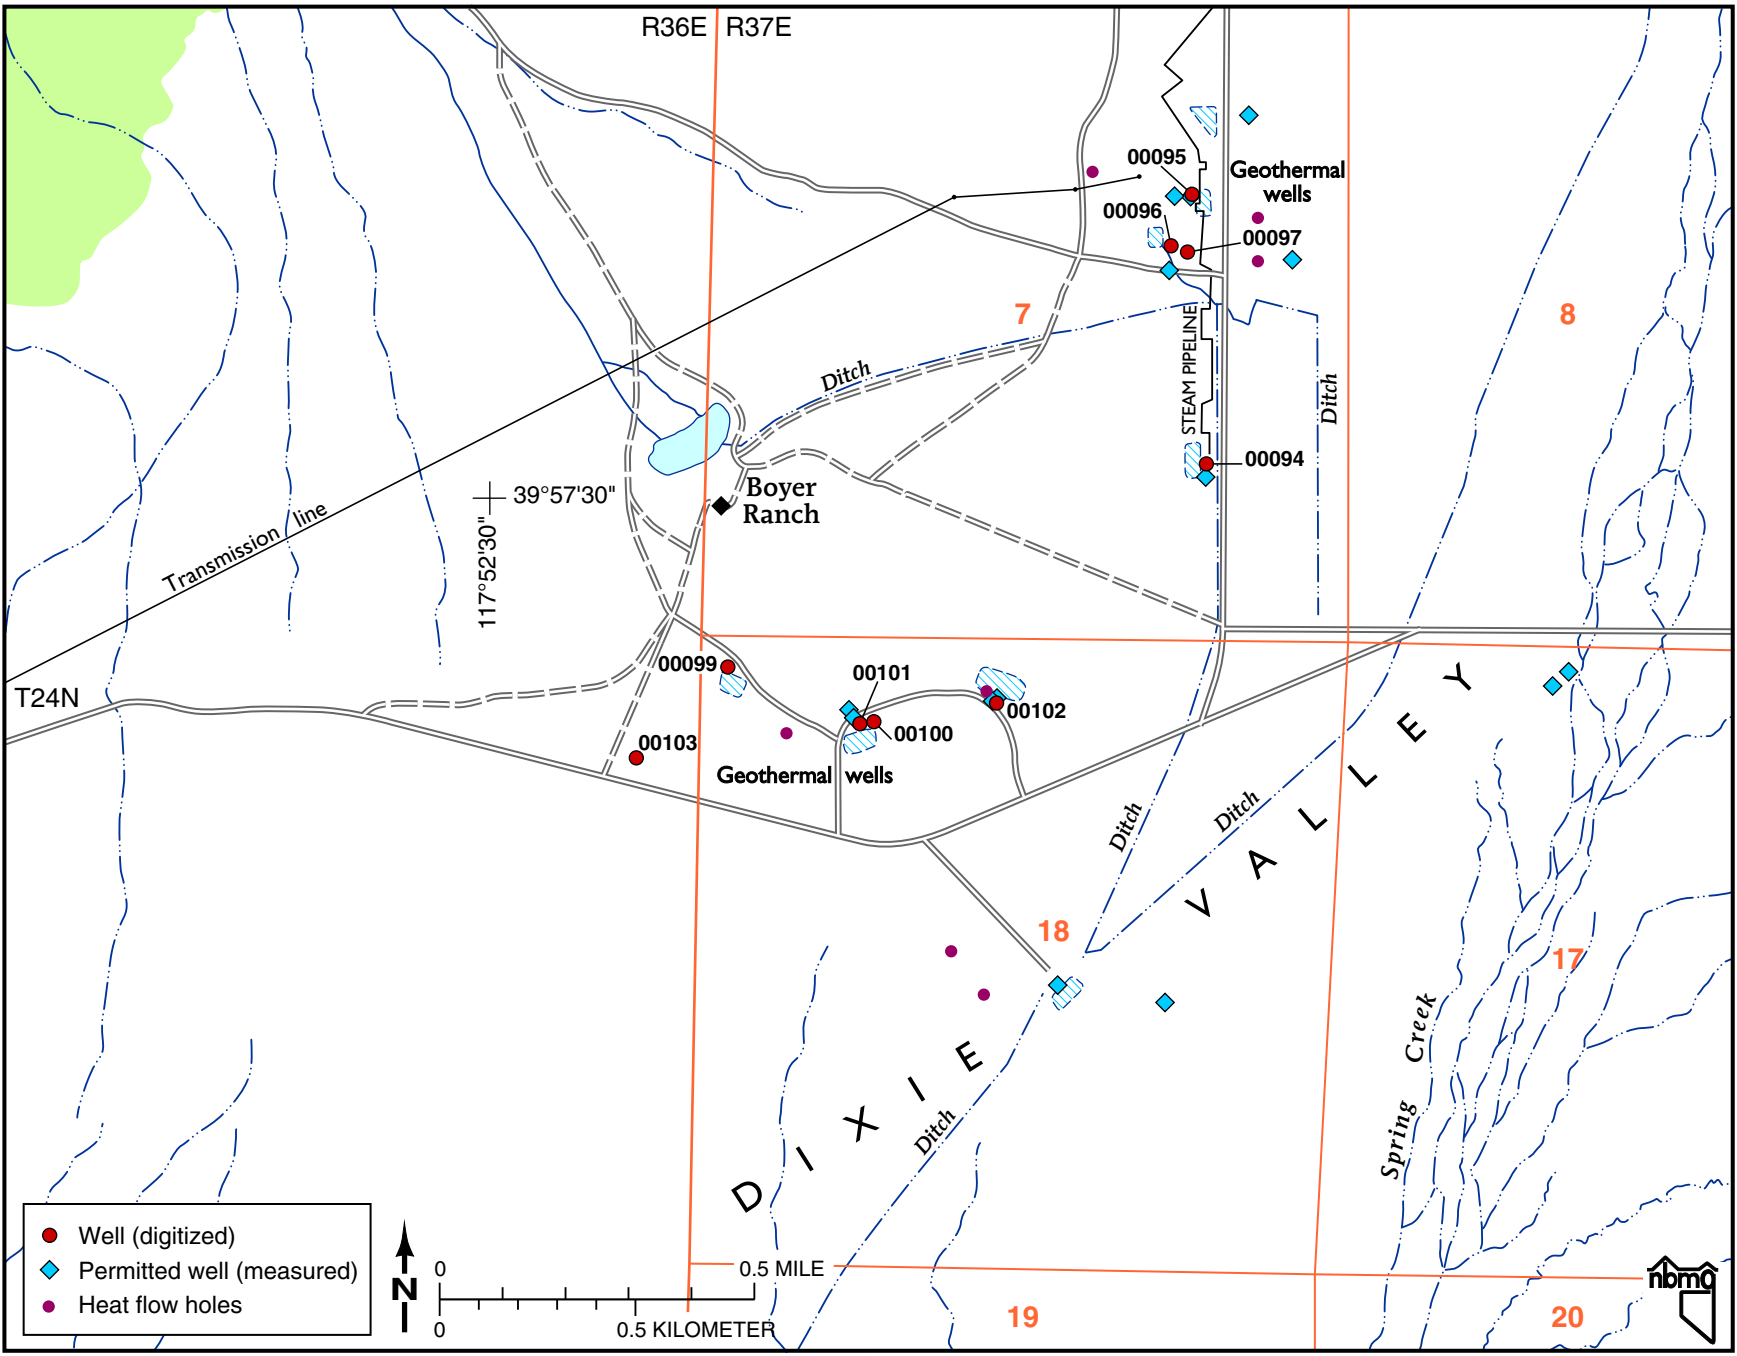 R36E R37E
00095
Geothermal
wells
00096
00097
7
8
STEAM PIPELINE
Ditch
Ditch
00094
Boyer
Ranch
39°57'30"
117°52'30"
Transmission line
T24N
00099
00101
00102
00100
00103
Geothermal wells
Ditch
Ditch
DIXIE VALLEY
18
17
Spring Creek
Ditch
Well (digitized)
Permitted well (measured)
Heat flow holes
N
0 0.5 MILE
0 0.5 KILOMETER
19
20
nbmg